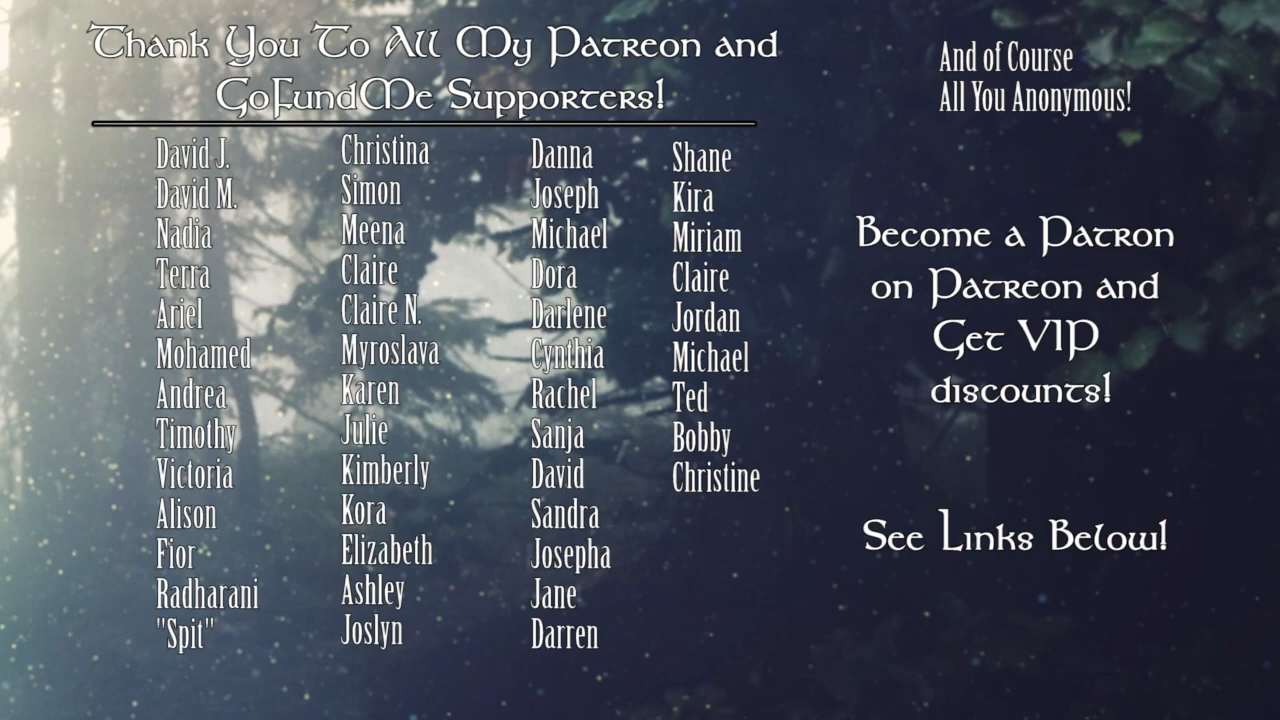 Thank You To All My Patreon and
GoFundMe Supporters!
David J.
David M.
Nadia
Terra
Ariel
Mohamed
Andrea
Timothy
Victoria
Alison
Fior
Radharani
"Spit"
Christina
Simon
Meena
Claire
Claire N.
Myroslava
Karen
Julie
Kimberly
Kora
Elizabeth
Ashley
Joslyn
Danna
Joseph
Michael
Dora
Darlene
Cynthia
Rachel
Sanja
David
Sandra
Josepha
Jane
Darren
Shane
Kira
Miriam
Claire
Jordan
Michael
Ted
Bobby
Christine
And of Course
All You Anonymous!
Become a Patron
on Patreon and
Get VIP
discounts!
See Links Below!